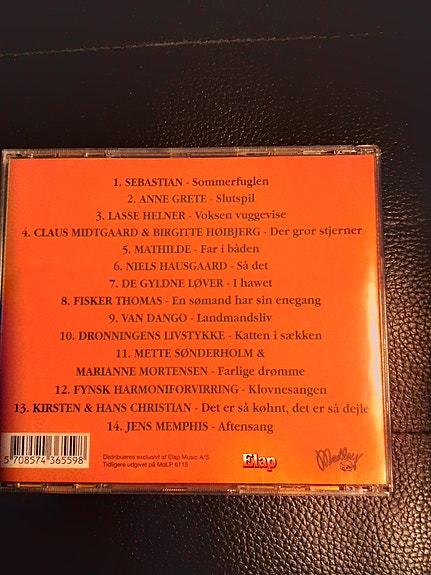 1. SEBASTIAN - Sommerfuglen
2. ANNE GRETE - Slutspil
3. LASSE HELNER - Voksen vuggevise
4. CLAUS MIDTGAARD & BIRGITTE HØIBJERG - Der gror stjerner
5. MATHILDE - Far i båden
6. NIELS HAUSGAARD - Så det
7. DE GYLDNE LØVER - I hawet
8. FISKER THOMAS - En sømand har sin enegang
9. VAN DANGO - Landmandsliv
10. DRONNINGENS LIVSTYKKE - Katten i sækken
11. METTE SØNDERHOLM &
MARIANNE MORTENSEN - Farlige drømme
12. FYNSK HARMONIFORVIRRING - Klovnesangen
13. KIRSTEN & HANS CHRISTIAN - Det er så køhnt, det er så dejle
14. JENS MEMPHIS - Aftensang
5 708574 365598
Distribueres exclusivt af Elap Music A/S
Tidligere udgivet på MdLP 6115
Elap
Medley